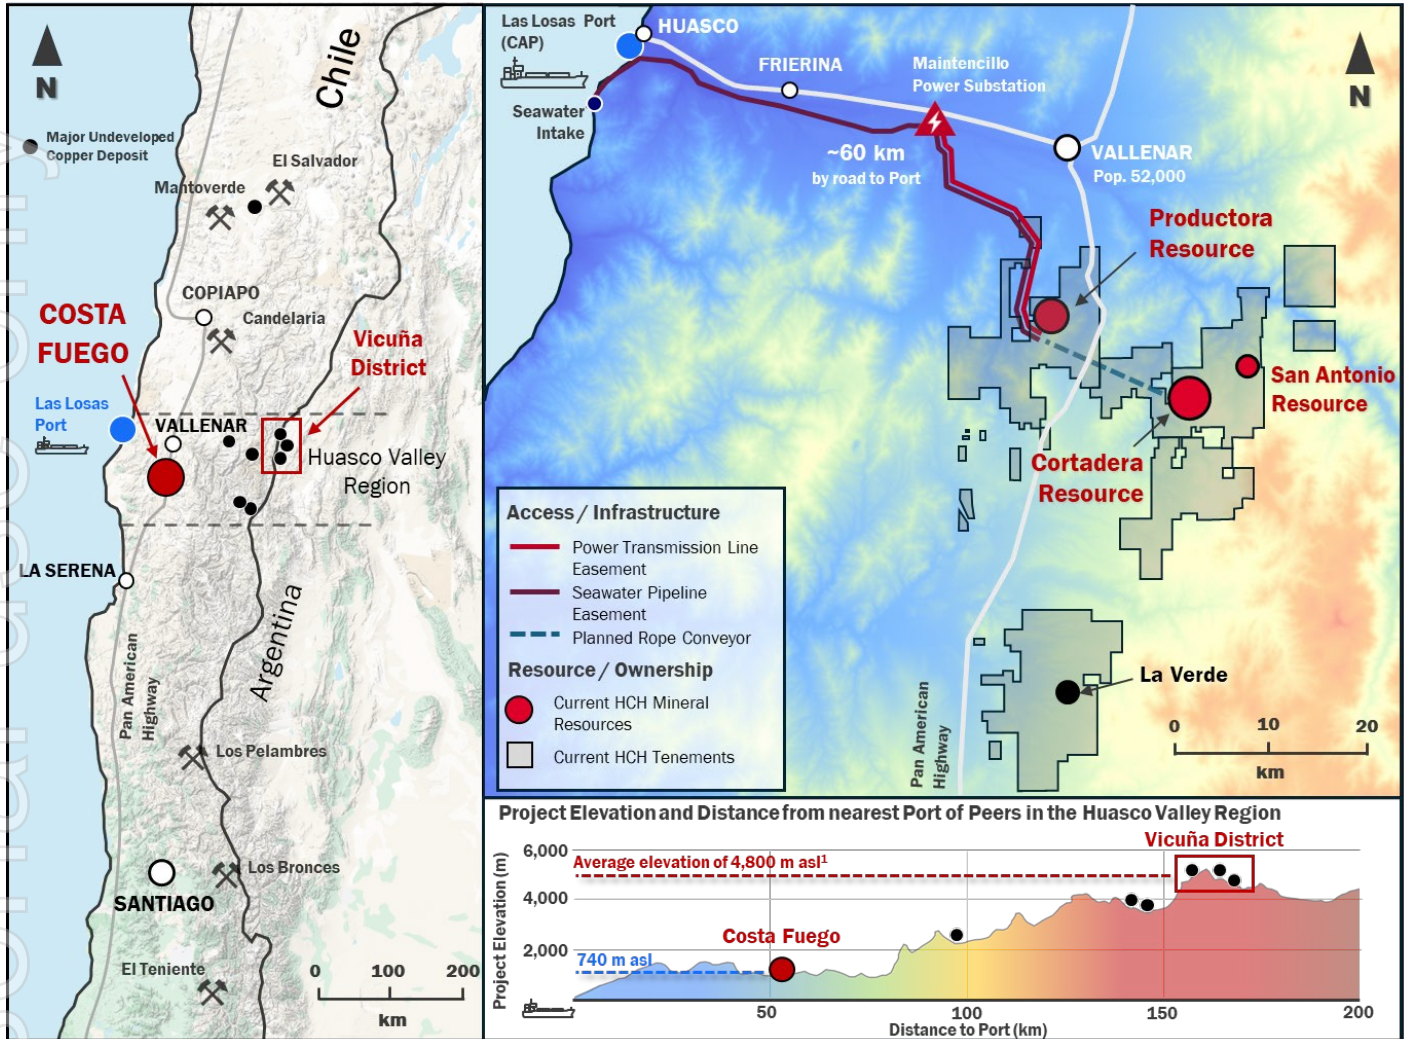 Chile
N
Major Undeveloped
Copper Deposit
El Salvador
Mantoverde
COPIAPO
Candelaria
COSTA
FUEGO
Vicuña
District
Las Losas
Port
VALLENAR
Huasco Valley
Region
LA SERENA
Argentina
Pan American
Highway
Los Pelambres
Los Bronces
SANTIAGO
El Teniente
0 100 200
km
Las Losas Port
(CAP)
HUASCO
FRIERINA
Maintencillo
Power Substation
N
Seawater
Intake
~60 km
by road to Port
VALLENAR
Pop. 52,000
Productora
Resource
San Antonio
Resource
Cortadera
Resource
Access / Infrastructure
Power Transmission Line
Easement
Seawater Pipeline
Easement
Planned Rope Conveyor
Resource / Ownership
Current HCH Mineral
Resources
Current HCH Tenements
Pan American
Highway
La Verde
0 10 20
km
Project Elevation and Distance from nearest Port of Peers in the Huasco Valley Region
Vicuña District
Project Elevation (m)
6,000
4,000
2,000
Average elevation of 4,800 m asl¹
Costa Fuego
740 m asl
50 100 150 200
Distance to Port (km)